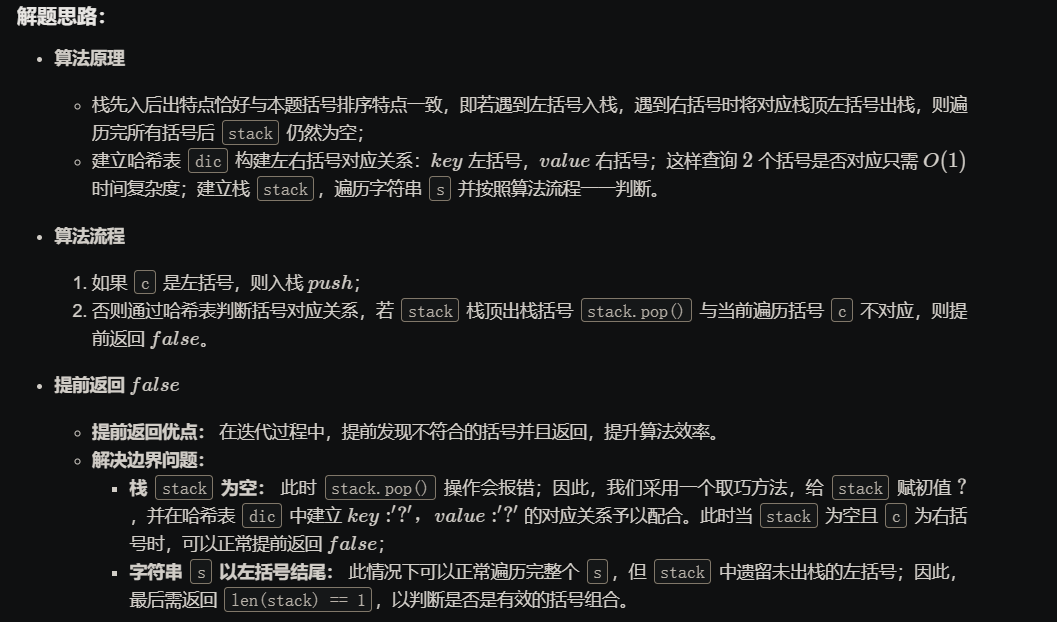 解题思路：
• 算法原理
◦ 栈先入后出特点恰好与本题括号排序特点一致，即若遇到左括号入栈，遇到右括号时将对应栈顶左括号出栈，则遍
历完所有括号后 stack 仍然为空；
◦ 建立哈希表 dic 构建左右括号对应关系：key 左括号，value 右括号；这样查询 2 个括号是否对应只需 O(1)
时间复杂度；建立栈 stack，遍历字符串 s 并按照算法流程一一判断。
• 算法流程
1. 如果 c 是左括号，则入栈 push；
2. 否则通过哈希表判断括号对应关系，若 stack 栈顶出栈括号 stack.pop() 与当前遍历括号 c 不对应，则提
前返回 false。
• 提前返回 false
◦ 提前返回优点： 在迭代过程中，提前发现不符合的括号并且返回，提升算法效率。
◦ 解决边界问题：
▪ 栈 stack 为空： 此时 stack.pop() 操作会报错；因此，我们采用一个取巧方法，给 stack 赋初值 ?
，并在哈希表 dic 中建立 key:'?'，value:'?' 的对应关系予以配合。此时当 stack 为空且 c 为右括
号时，可以正常提前返回 false；
▪ 字符串 s 以左括号结尾： 此情况下可以正常遍历完整个 s，但 stack 中遗留未出栈的左括号；因此，
最后需返回 len(stack) == 1，以判断是否是有效的括号组合。